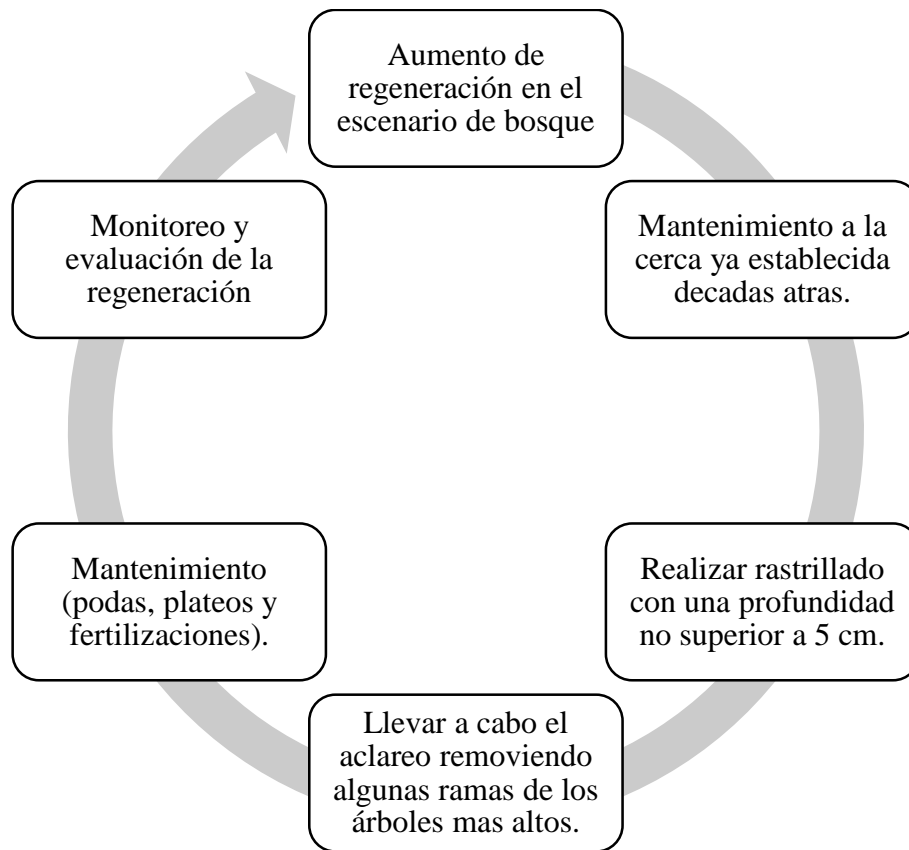 Aumento de
regeneración en el
escenario de bosque
Mantenimiento a la
cerca ya establecida
decadas atras.
Realizar rastrillado
con una profundidad
no superior a 5 cm.
Llevar a cabo el
aclareo removiendo
algunas ramas de los
árboles mas altos.
Mantenimiento
(podas, plateos y
fertilizaciones).
Monitoreo y
evaluación de la
regeneración